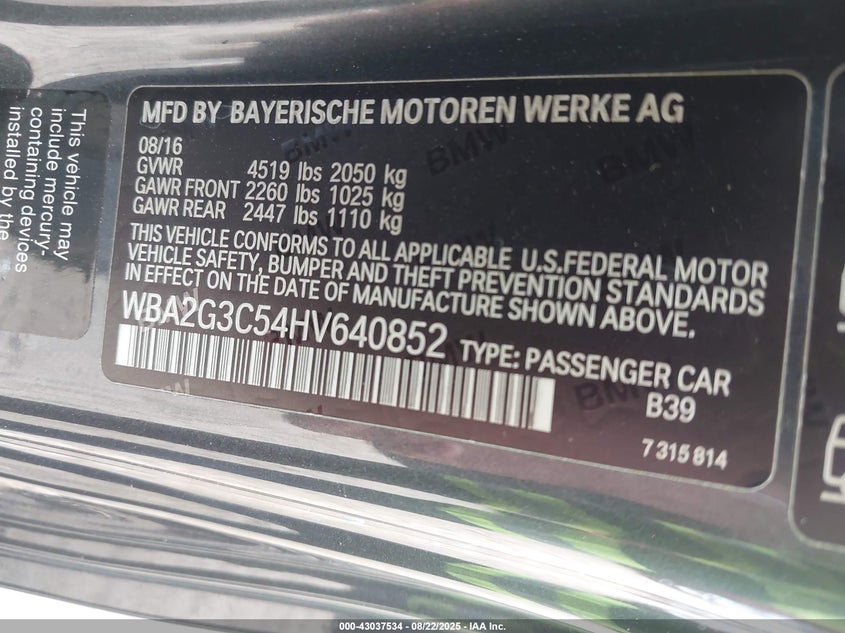 This vehicle may
include mercury-
containing devices
installed by the
MFD BY BAYERISCHE MOTOREN WERKE AG
08/16
GVWR 4519 lbs 2050 kg
GAWR FRONT 2260 lbs 1025 kg
GAWR REAR 2447 lbs 1110 kg
THIS VEHICLE CONFORMS TO ALL APPLICABLE U.S.FEDERAL MOTOR
VEHICLE SAFETY, BUMPER AND THEFT PREVENTION STANDARDS
IN EFFECT ON THE DATE OF MANUFACTURE SHOWN ABOVE.
WBA2G3C54HV640852 TYPE: PASSENGER CAR
B39
7 315 814
000-43037534 - 08/22/2025 - IAA Inc.